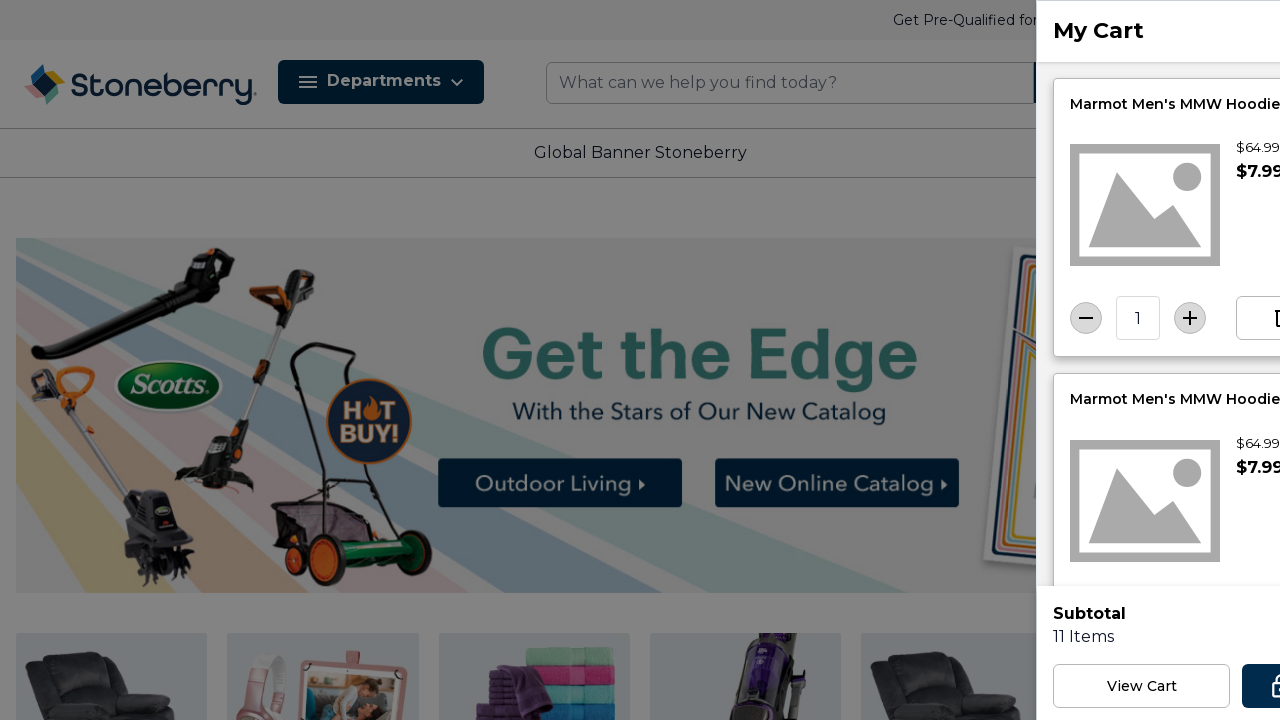 Get Pre-Qualified for
Stoneberry
Departments
What can we help you find today?
Global Banner Stoneberry
Scotts
HOT
BUY!
Get the Edge
With the Stars of Our New Catalog
Outdoor Living
New Online Catalog
My Cart
Marmot Men's MMW Hoodie
$64.99
$7.99
1
Marmot Men's MMW Hoodie
$64.99
$7.99
Subtotal
11 Items
View Cart